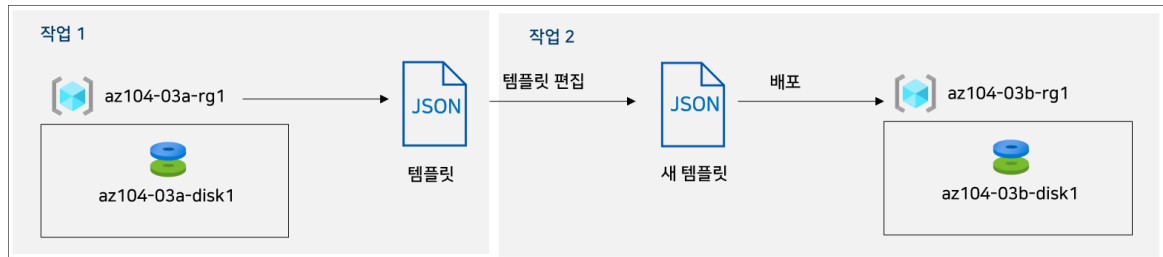 작업 1
az104-03a-rg1
az104-03a-disk1
JSON
템플릿
작업 2
템플릿 편집
JSON
새 템플릿
배포
az104-03b-rg1
az104-03b-disk1